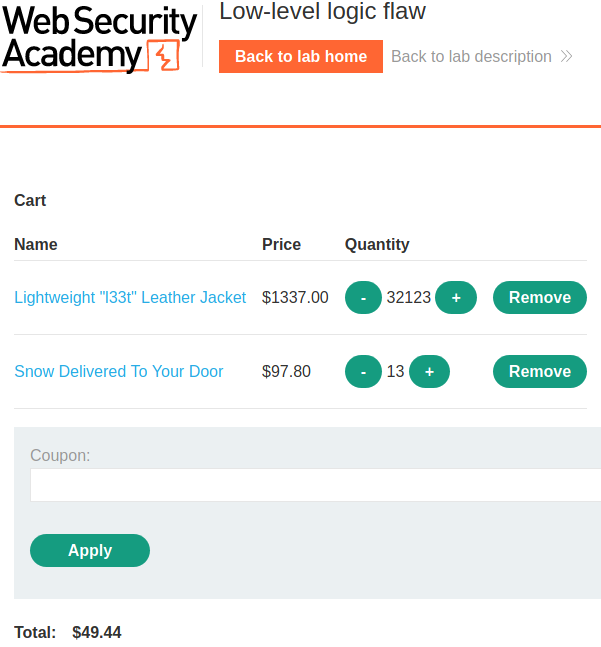 Web Security
Academy
Low-level logic flaw
Back to lab home Back to lab description
Cart
Name Price Quantity
Lightweight "l33t" Leather Jacket $1337.00 - 32123 + Remove
Snow Delivered To Your Door $97.80 - 13 + Remove
Coupon:
Apply
Total: $49.44